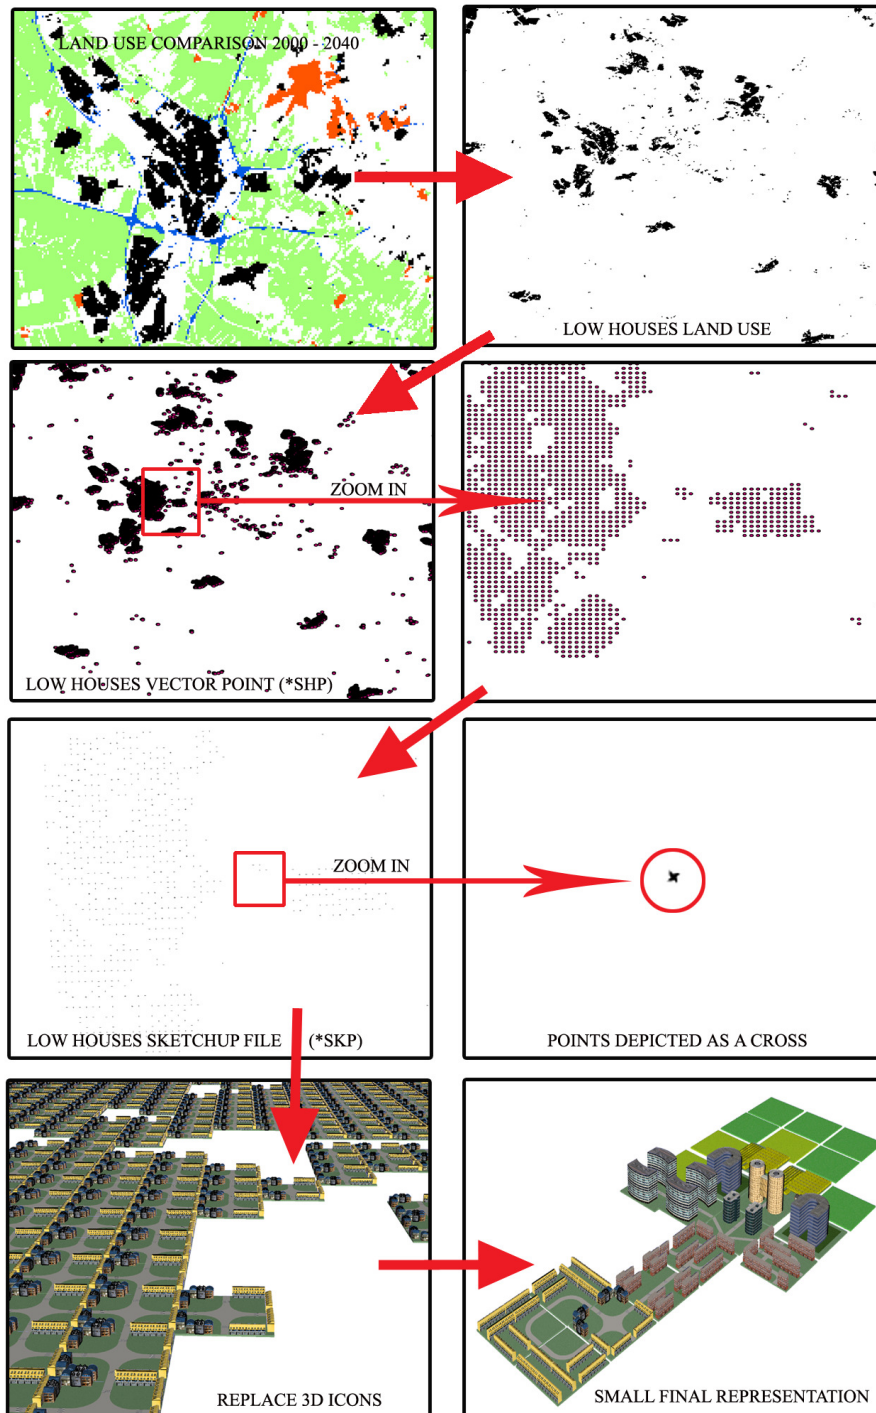 LAND USE COMPARISON 2000 - 2040
LOW HOUSES LAND USE
LOW HOUSES VECTOR POINT (*SHP)
ZOOM IN
ZOOM IN
LOW HOUSES SKETCHUP FILE (*SKP)
POINTS DEPICTED AS A CROSS
REPLACE 3D ICONS
SMALL FINAL REPRESENTATION